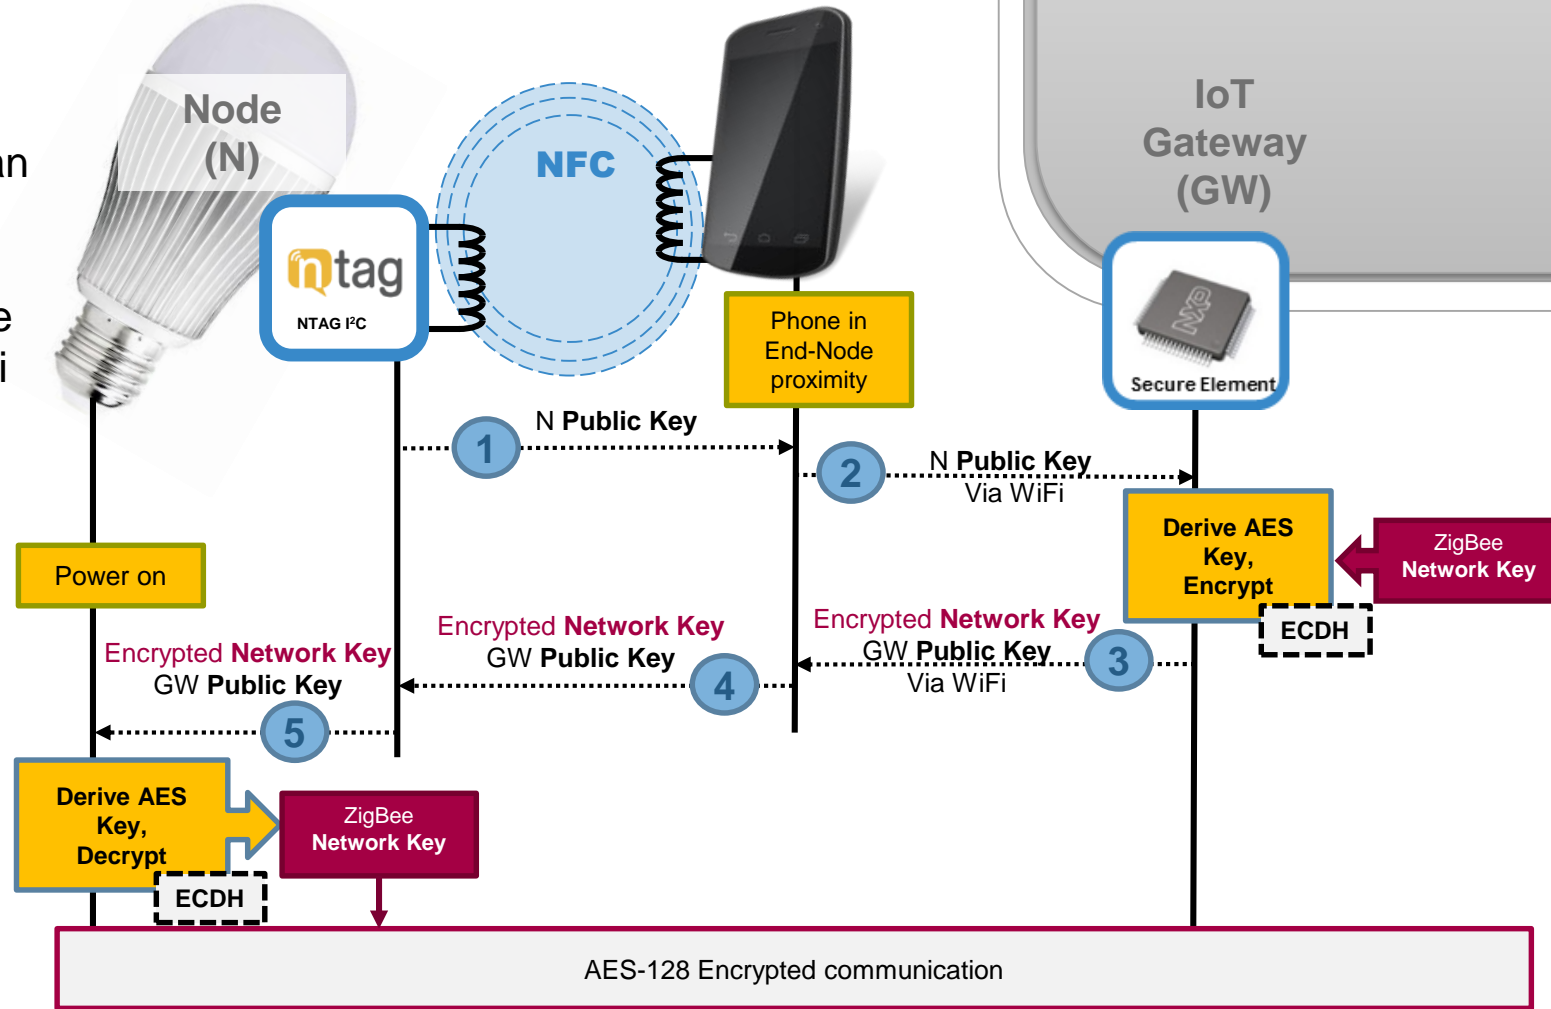 Node
(N)
an
e
i
ntag
NTAG I²C
NFC
IoT
Gateway
(GW)
NXP
Secure Element
Phone in
End-Node
proximity
N Public Key
1
2
N Public Key
Via WiFi
Derive AES
Key,
Encrypt
ECDH
ZigBee
Network Key
Power on
Encrypted Network Key
GW Public Key
Via WiFi
3
Encrypted Network Key
GW Public Key
4
Encrypted Network Key
GW Public Key
5
Derive AES
Key,
Decrypt
ECDH
ZigBee
Network Key
AES-128 Encrypted communication